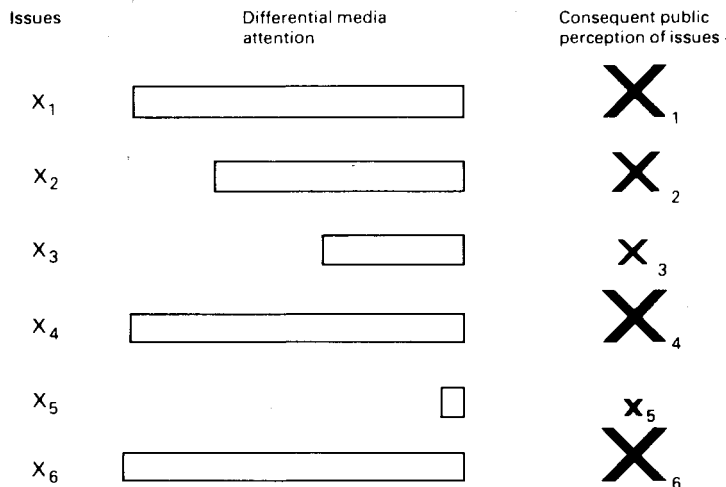 Issues Differential media attention Consequent public perception of issues
X1 X1
X2 X2
X3 X3
X4 X4
X5 X5
X6 X6